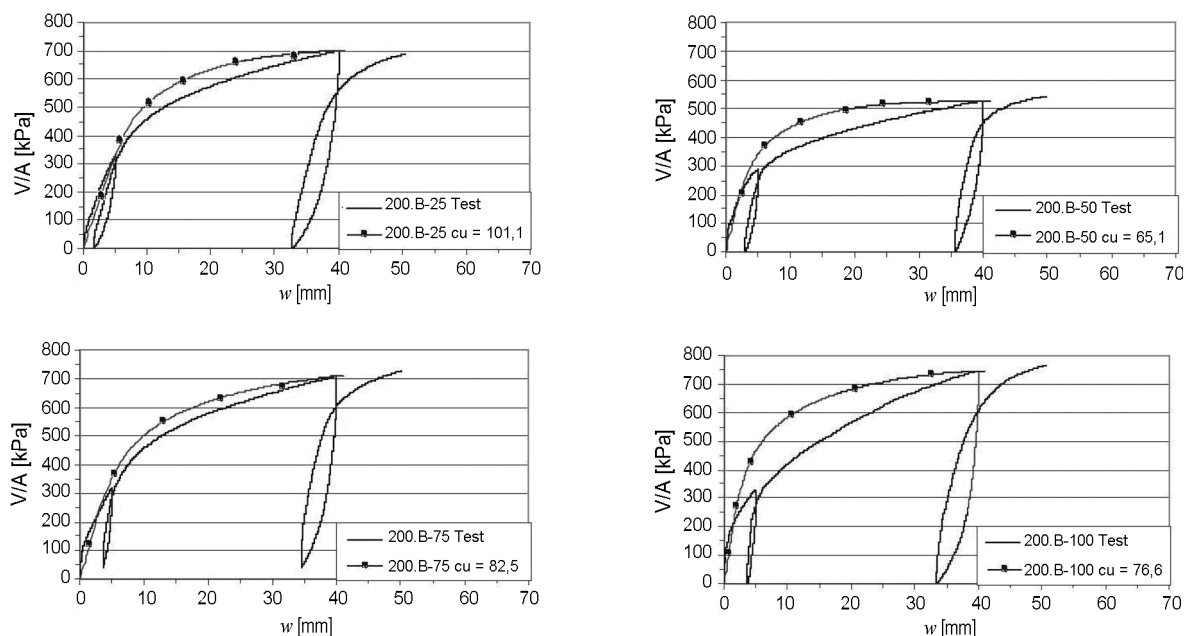 800
700
600
500
400
300
200
100
0
V/A [kPa]
200.B-25 Test
200.B-25 cu = 101,1
0 10 20 30 40 50 60 70
w [mm]
800
700
600
500
400
300
200
100
0
V/A [kPa]
200.B-50 Test
200.B-50 cu = 65,1
0 10 20 30 40 50 60 70
w [mm]
800
700
600
500
400
300
200
100
0
V/A [kPa]
200.B-75 Test
200.B-75 cu = 82,5
0 10 20 30 40 50 60 70
w [mm]
800
700
600
500
400
300
200
100
0
V/A [kPa]
200.B-100 Test
200.B-100 cu = 76,6
0 10 20 30 40 50 60 70
w [mm]